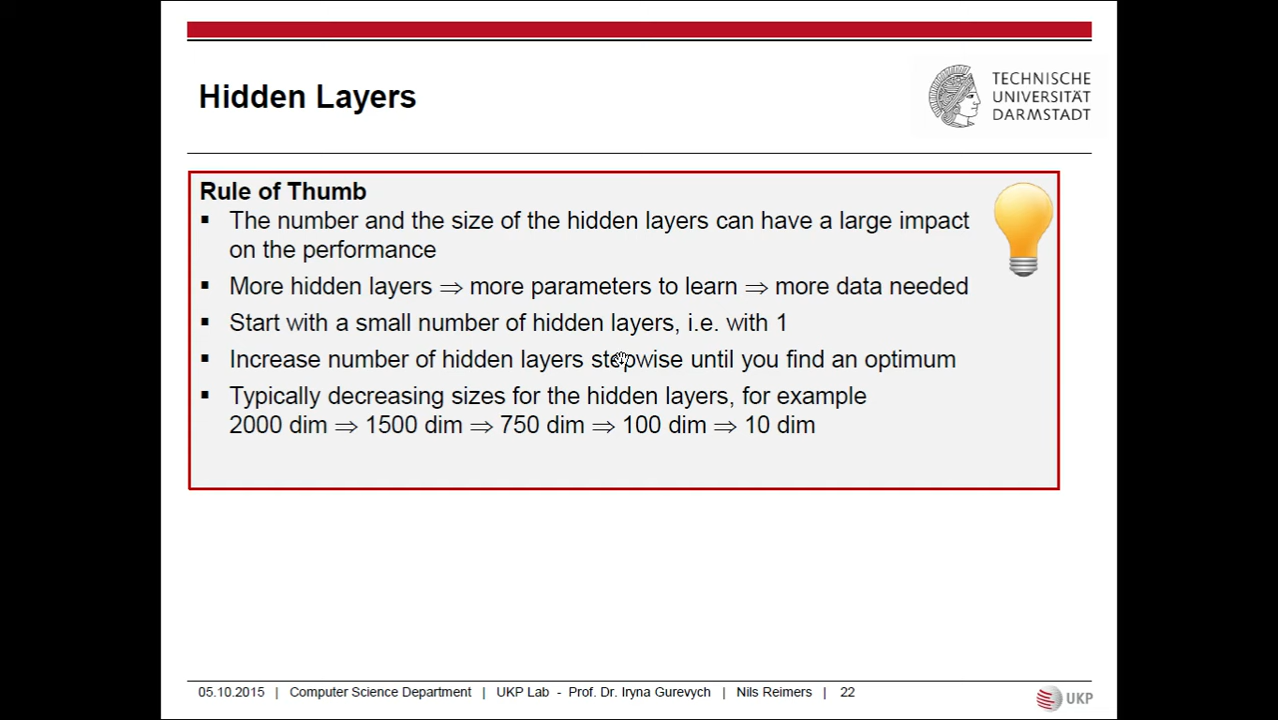 Hidden Layers
TECHNISCHE
UNIVERSITÄT
DARMSTADT
Rule of Thumb
▪ The number and the size of the hidden layers can have a large impact
on the performance
▪ More hidden layers ⇒ more parameters to learn ⇒ more data needed
▪ Start with a small number of hidden layers, i.e. with 1
▪ Increase number of hidden layers stepwise until you find an optimum
▪ Typically decreasing sizes for the hidden layers, for example
2000 dim ⇒ 1500 dim ⇒ 750 dim ⇒ 100 dim ⇒ 10 dim
05.10.2015 | Computer Science Department | UKP Lab - Prof. Dr. Iryna Gurevych | Nils Reimers | 22
UKP